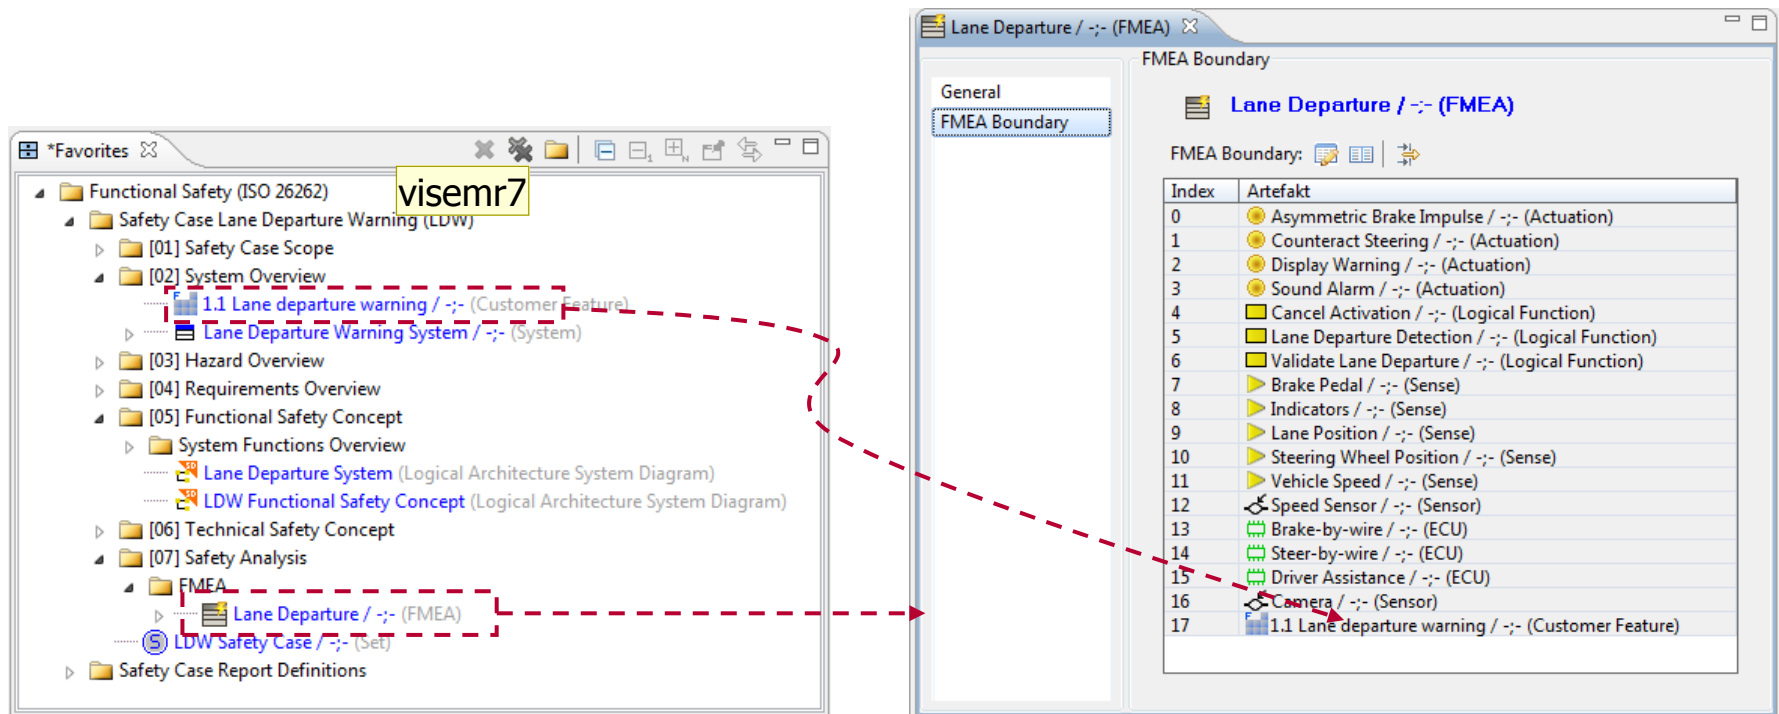 *Favorites
visemr7
Functional Safety (ISO 26262)
Safety Case Lane Departure Warning (LDW)
[01] Safety Case Scope
[02] System Overview
1.1 Lane departure warning / -;- (Customer Feature)
Lane Departure Warning System / -;- (System)
[03] Hazard Overview
[04] Requirements Overview
[05] Functional Safety Concept
System Functions Overview
Lane Departure System (Logical Architecture System Diagram)
LDW Functional Safety Concept (Logical Architecture System Diagram)
[06] Technical Safety Concept
[07] Safety Analysis
FMEA
Lane Departure / -;- (FMEA)
LDW Safety Case / -;- (Set)
Safety Case Report Definitions
Lane Departure / -;- (FMEA)
General
FMEA Boundary
FMEA Boundary
Lane Departure / -;- (FMEA)
FMEA Boundary:
Index Artefakt
0 Asymmetric Brake Impulse / -;- (Actuation)
1 Counteract Steering / -;- (Actuation)
2 Display Warning / -;- (Actuation)
3 Sound Alarm / -;- (Actuation)
4 Cancel Activation / -;- (Logical Function)
5 Lane Departure Detection / -;- (Logical Function)
6 Validate Lane Departure / -;- (Logical Function)
7 Brake Pedal / -;- (Sense)
8 Indicators / -;- (Sense)
9 Lane Position / -;- (Sense)
10 Steering Wheel Position / -;- (Sense)
11 Vehicle Speed / -;- (Sense)
12 Speed Sensor / -;- (Sensor)
13 Brake-by-wire / -;- (ECU)
14 Steer-by-wire / -;- (ECU)
15 Driver Assistance / -;- (ECU)
16 Camera / -;- (Sensor)
17 1.1 Lane departure warning / -;- (Customer Feature)